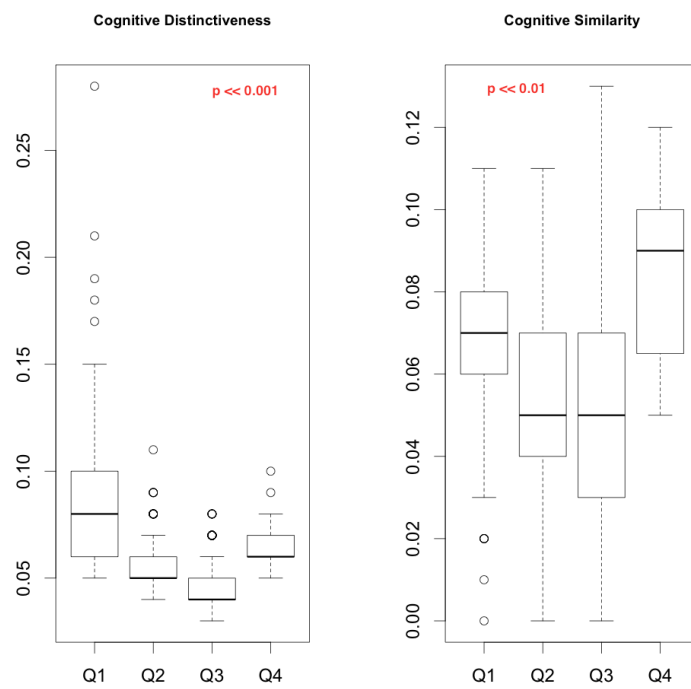 Cognitive Distinctiveness
p << 0.001
0.25
0.20
0.15
0.10
0.05
Q1 Q2 Q3 Q4
Cognitive Similarity
p << 0.01
0.12
0.10
0.08
0.06
0.04
0.02
0.00
Q1 Q2 Q3 Q4